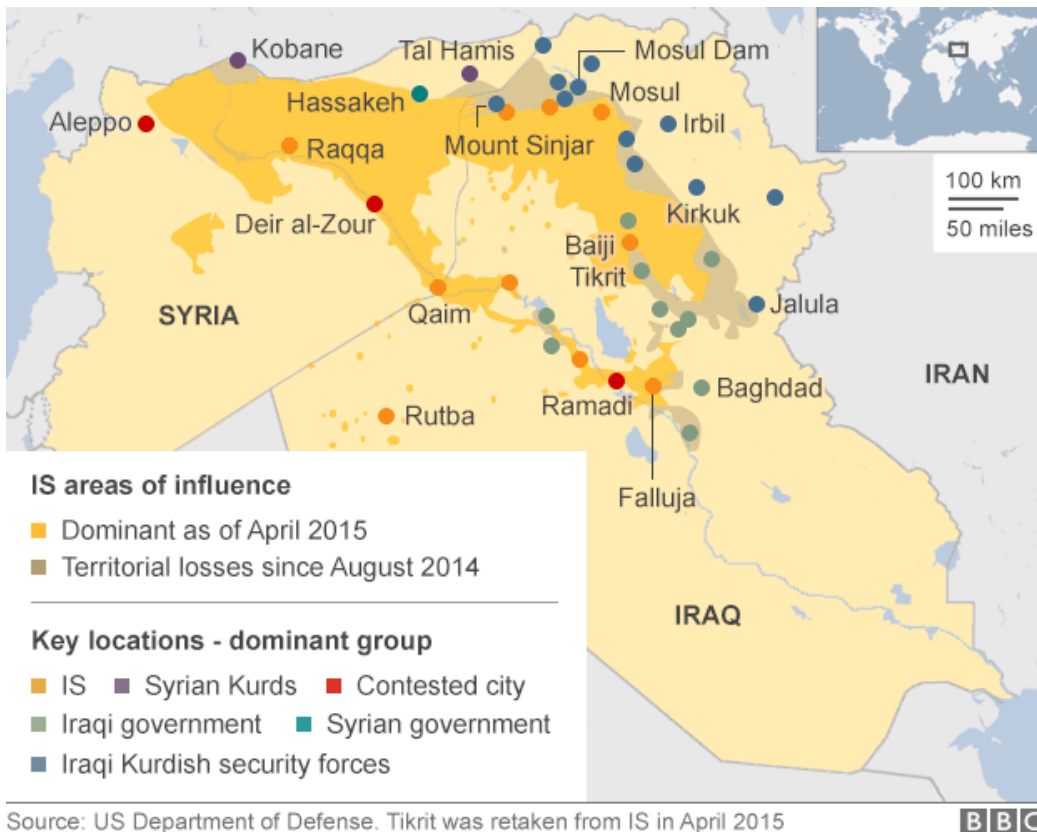 Kobane
Tal Hamis
Mosul Dam
Hassakeh
Mosul
Aleppo
Mount Sinjar
Irbil
Raqqa
100 km
50 miles
Deir al-Zour
Kirkuk
Baiji
Tikrit
SYRIA
Qaim
Jalula
IRAN
Rutba
Ramadi
Baghdad
Falluja
IRAQ
IS areas of influence
Dominant as of April 2015
Territorial losses since August 2014
Key locations - dominant group
IS Syrian Kurds Contested city
Iraqi government Syrian government
Iraqi Kurdish security forces
Source: US Department of Defense. Tikrit was retaken from IS in April 2015
BBC